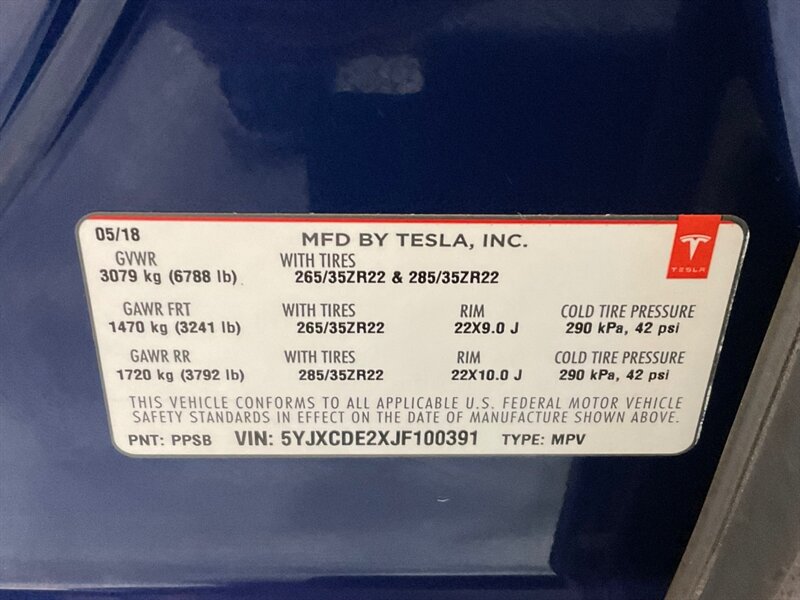 05/18
MFD BY TESLA, INC.
TESLA
GVWR WITH TIRES
3079 kg (6788 lb) 265/35ZR22 & 285/35ZR22
GAWR FRT WITH TIRES RIM COLD TIRE PRESSURE
1470 kg (3241 lb) 265/35ZR22 22X9.0 J 290 kPa, 42 psi
GAWR RR WITH TIRES RIM COLD TIRE PRESSURE
1720 kg (3792 lb) 285/35ZR22 22X10.0 J 290 kPa, 42 psi
THIS VEHICLE CONFORMS TO ALL APPLICABLE U.S. FEDERAL MOTOR VEHICLE
SAFETY STANDARDS IN EFFECT ON THE DATE OF MANUFACTURE SHOWN ABOVE.
PNT: PPSB VIN: 5YJXCDE2XJF100391 TYPE: MPV